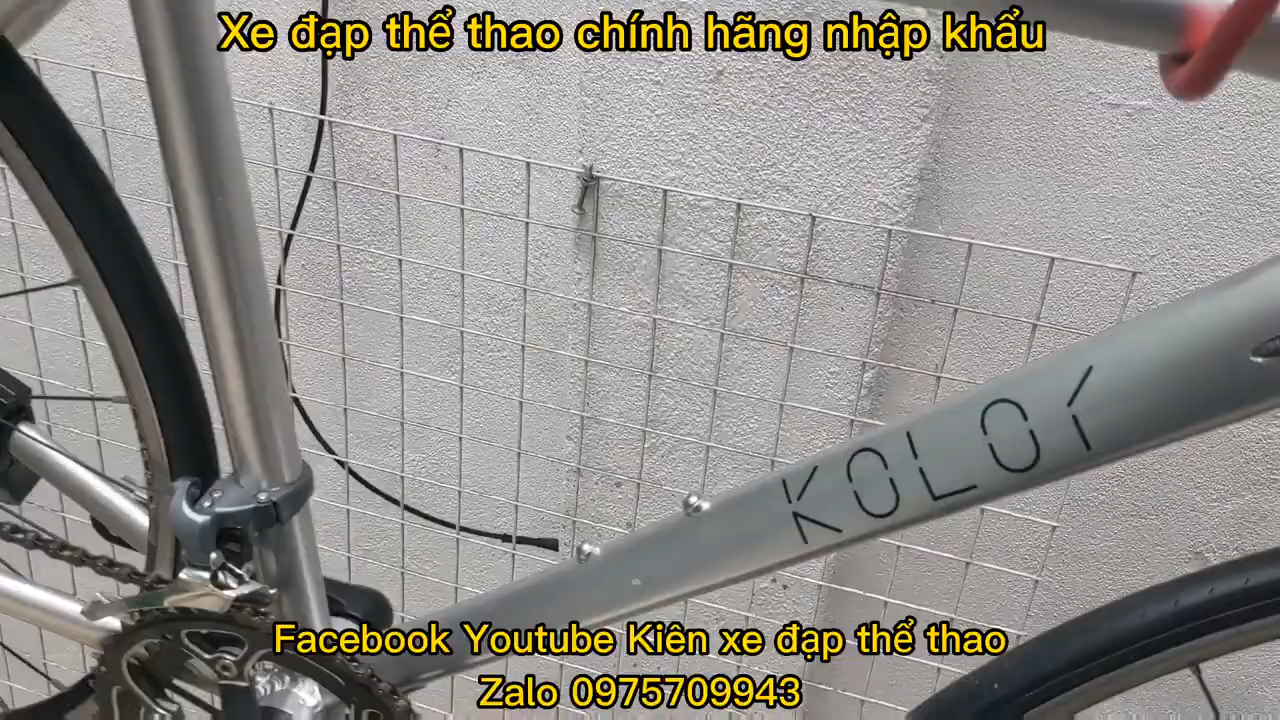 Xe đạp thể thao chính hãng nhập khẩu
KOLOY
Facebook Youtube Kiên xe đạp thể thao
Zalo 0975709943